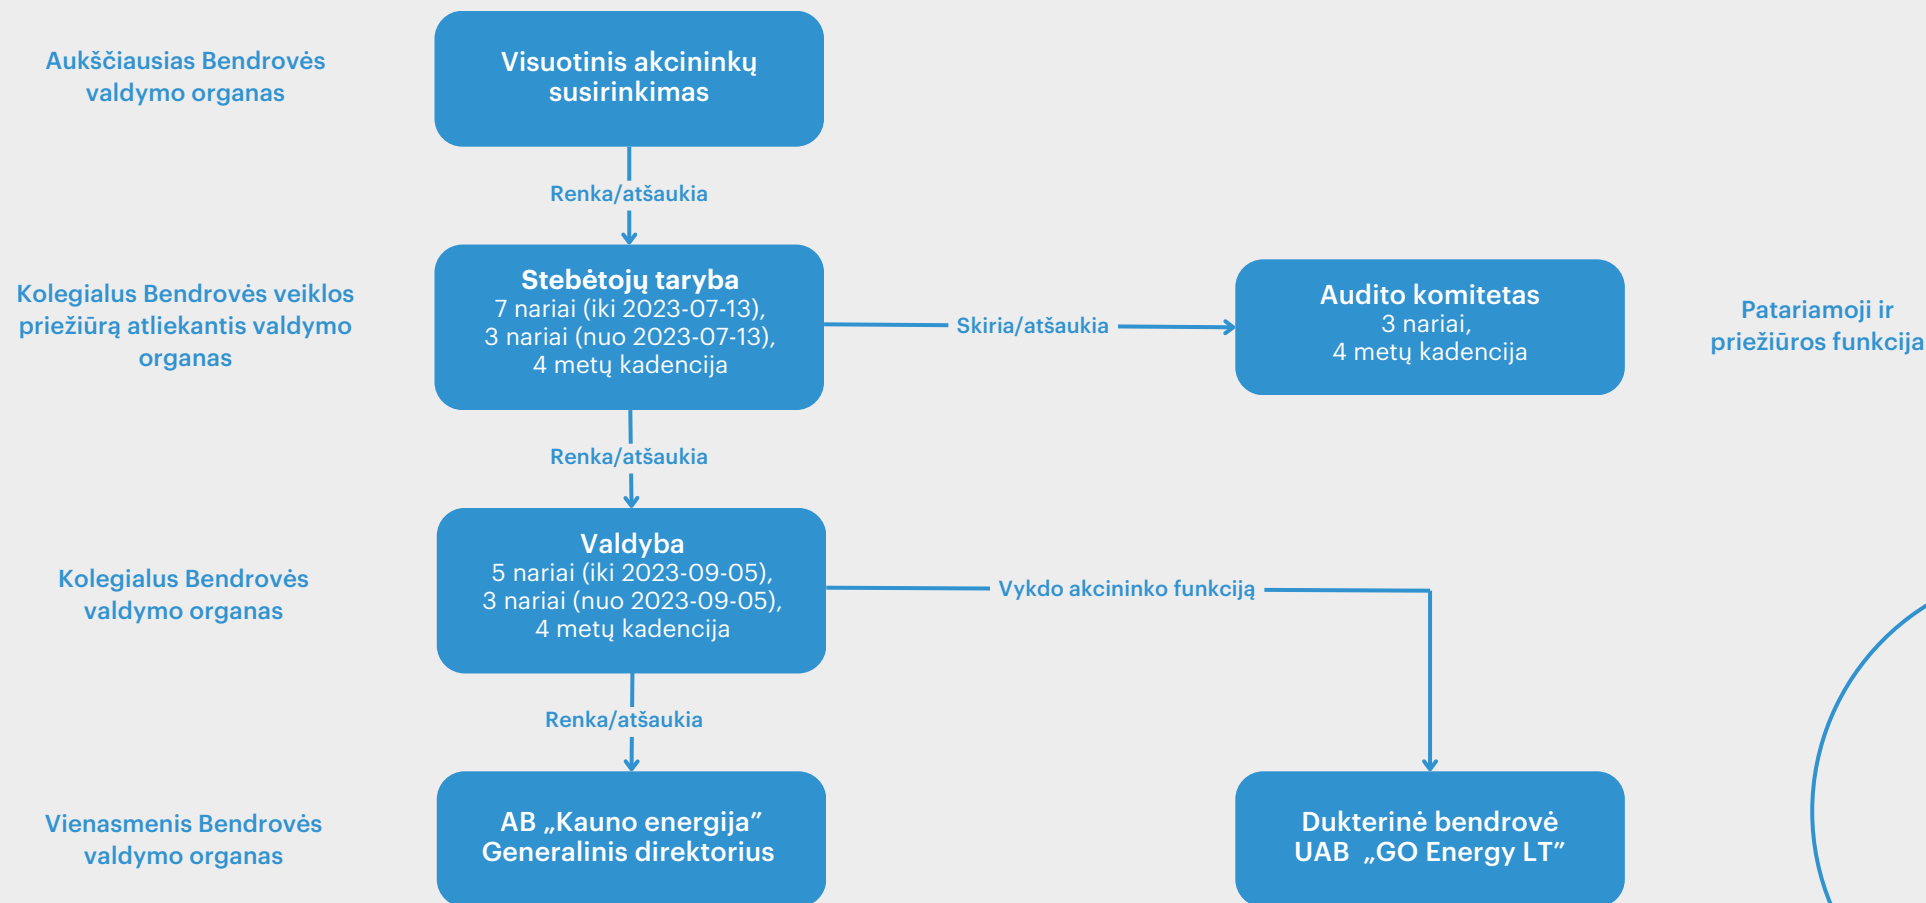 Aukščiausias Bendrovės
valdymo organas
Visuotinis akcininkų
susirinkimas
Renka/atšaukia
Kolegialus Bendrovės veiklos
priežiūrą atliekantis valdymo
organas
Stebėtojų taryba
7 nariai (iki 2023-07-13),
3 nariai (nuo 2023-07-13),
4 metų kadencija
Skiria/atšaukia
Audito komitetas
3 nariai,
4 metų kadencija
Patariamoji ir
priežiūros funkcija
Renka/atšaukia
Kolegialus Bendrovės
valdymo organas
Valdyba
5 nariai (iki 2023-09-05),
3 nariai (nuo 2023-09-05),
4 metų kadencija
Vykdo akcininko funkciją
Renka/atšaukia
Vienasmenis Bendrovės
valdymo organas
AB „Kauno energija”
Generalinis direktorius
Dukterinė bendrovė
UAB „GO Energy LT”